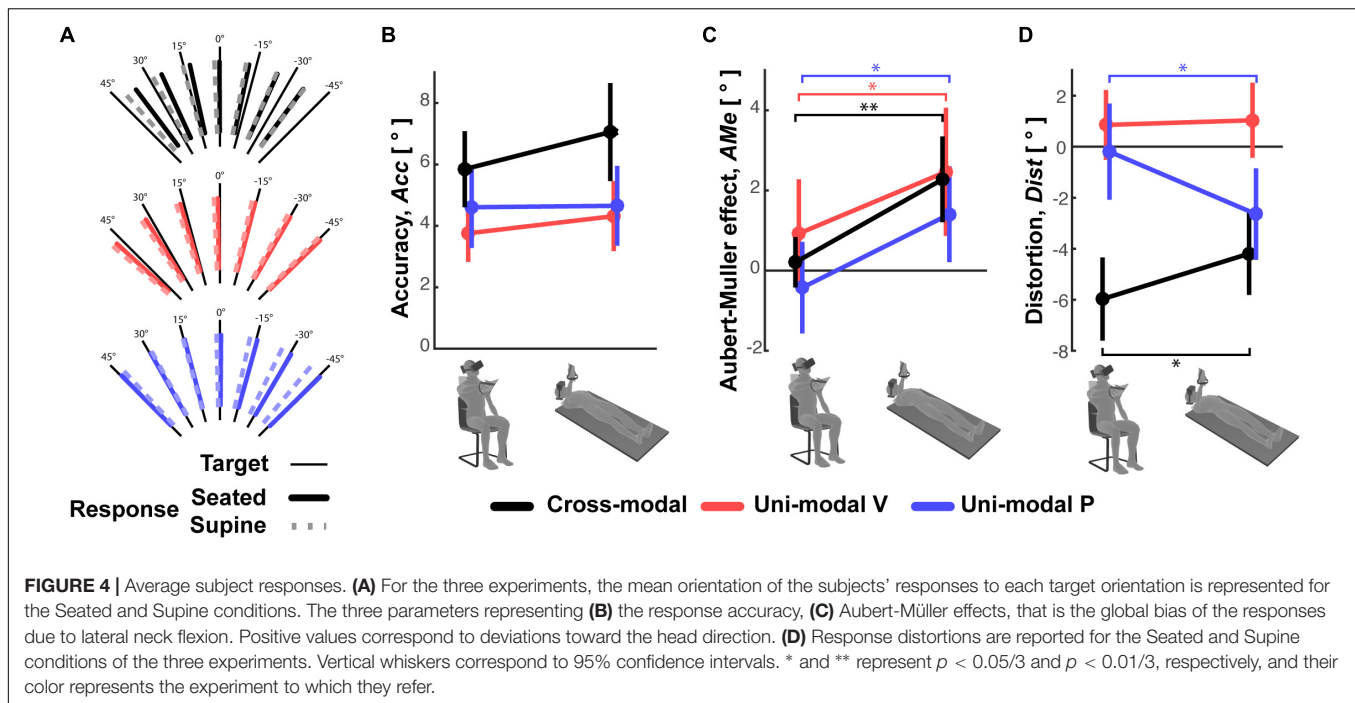 A
B
C
D
0°
15°
-15°
30°
-30°
45°
-45°
0°
15°
-15°
30°
-30°
45°
-45°
0°
15°
-15°
30°
-30°
45°
-45°
Target
Response
Seated
Supine
Accuracy, Acc [ ° ]
8
6
4
2
0
Aubert-Muller effect, AMe [ ° ]
4
2
0
-2
*
*
**
Distortion, Dist [ ° ]
2
0
-2
-4
-6
-8
*
*
Cross-modal
Uni-modal V
Uni-modal P
FIGURE 4 | Average subject responses. (A) For the three experiments, the mean orientation of the subjects' responses to each target orientation is represented for
the Seated and Supine conditions. The three parameters representing (B) the response accuracy, (C) Aubert-Müller effects, that is the global bias of the responses
due to lateral neck flexion. Positive values correspond to deviations toward the head direction. (D) Response distortions are reported for the Seated and Supine
conditions of the three experiments. Vertical whiskers correspond to 95% confidence intervals. * and ** represent p < 0.05/3 and p < 0.01/3, respectively, and their
color represents the experiment to which they refer.